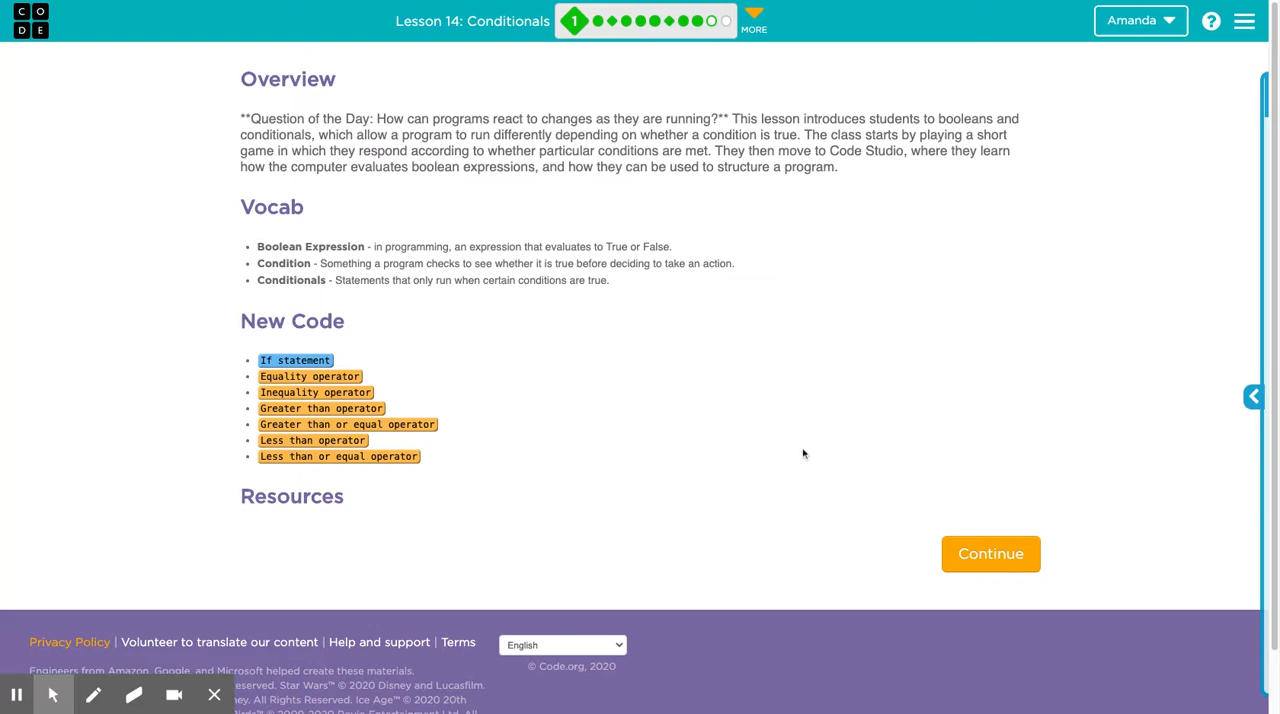 C O
D E
Lesson 14: Conditionals
1
MORE
Amanda
?
Overview
**Question of the Day: How can programs react to changes as they are running?** This lesson introduces students to booleans and
conditionals, which allow a program to run differently depending on whether a condition is true. The class starts by playing a short
game in which they respond according to whether particular conditions are met. They then move to Code Studio, where they learn
how the computer evaluates boolean expressions, and how they can be used to structure a program.
Vocab
• Boolean Expression - in programming, an expression that evaluates to True or False.
• Condition - Something a program checks to see whether it is true before deciding to take an action.
• Conditionals - Statements that only run when certain conditions are true.
New Code
• If statement
• Equality operator
• Inequality operator
• Greater than operator
• Greater than or equal operator
• Less than operator
• Less than or equal operator
Resources
Continue
Privacy Policy | Volunteer to translate our content | Help and support | Terms
English
© Code.org, 2020
Engineers from Amazon, Google, and Microsoft helped create these materials.
eserved. Star Wars™ © 2020 Disney and Lucasfilm.
ney. All Rights Reserved. Ice Age™ © 2020 20th